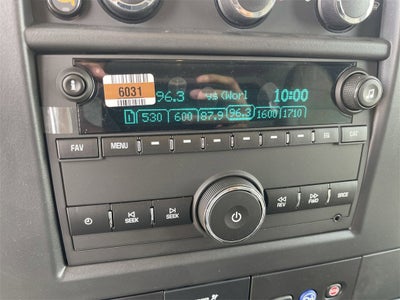 6031
96.3 10:00
1 530 600 87.9 96.3 1600 1710
FAV MENU EQ CAT
SEEK SEEK REV FWD SRCE